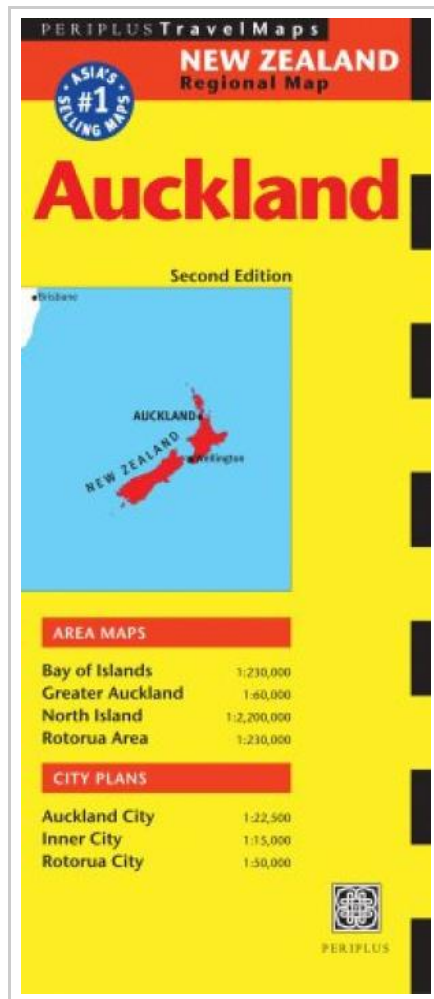 PERIPLUS TravelMaps
NEW ZEALAND
Regional Map
ASIA'S
#1
SELLING MAPS
Auckland
Second Edition
Brisbane
AUCKLAND
NEW ZEALAND
Wellington
AREA MAPS
Bay of Islands 1:230,000
Greater Auckland 1:60,000
North Island 1:2,200,000
Rotorua Area 1:230,000
CITY PLANS
Auckland City 1:22,500
Inner City 1:15,000
Rotorua City 1:50,000
PERIPLUS